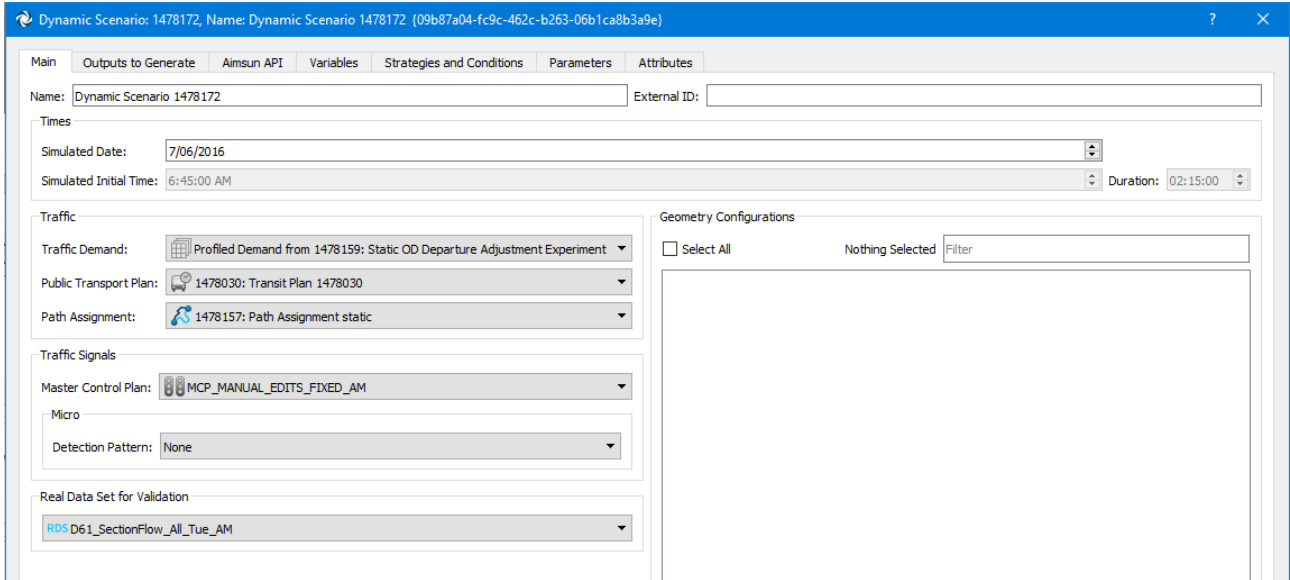 Dynamic Scenario: 1478172, Name: Dynamic Scenario 1478172 {09b87a04-fc9c-462c-b263-06b1ca8b3a9e} ?
Main Outputs to Generate Aimsun API Variables Strategies and Conditions Parameters Attributes
Name: Dynamic Scenario 1478172 External ID:
Times
Simulated Date: 7/06/2016
Simulated Initial Time: 6:45:00 AM Duration: 02:15:00
Traffic
Traffic Demand: Profiled Demand from 1478159: Static OD Departure Adjustment Experiment
Public Transport Plan: 1478030: Transit Plan 1478030
Path Assignment: 1478157: Path Assignment static
Traffic Signals
Master Control Plan: MCP_MANUAL_EDITS_FIXED_AM
Micro
Detection Pattern: None
Real Data Set for Validation
RDS D61_SectionFlow_All_Tue_AM
Geometry Configurations
Select All Nothing Selected Filter